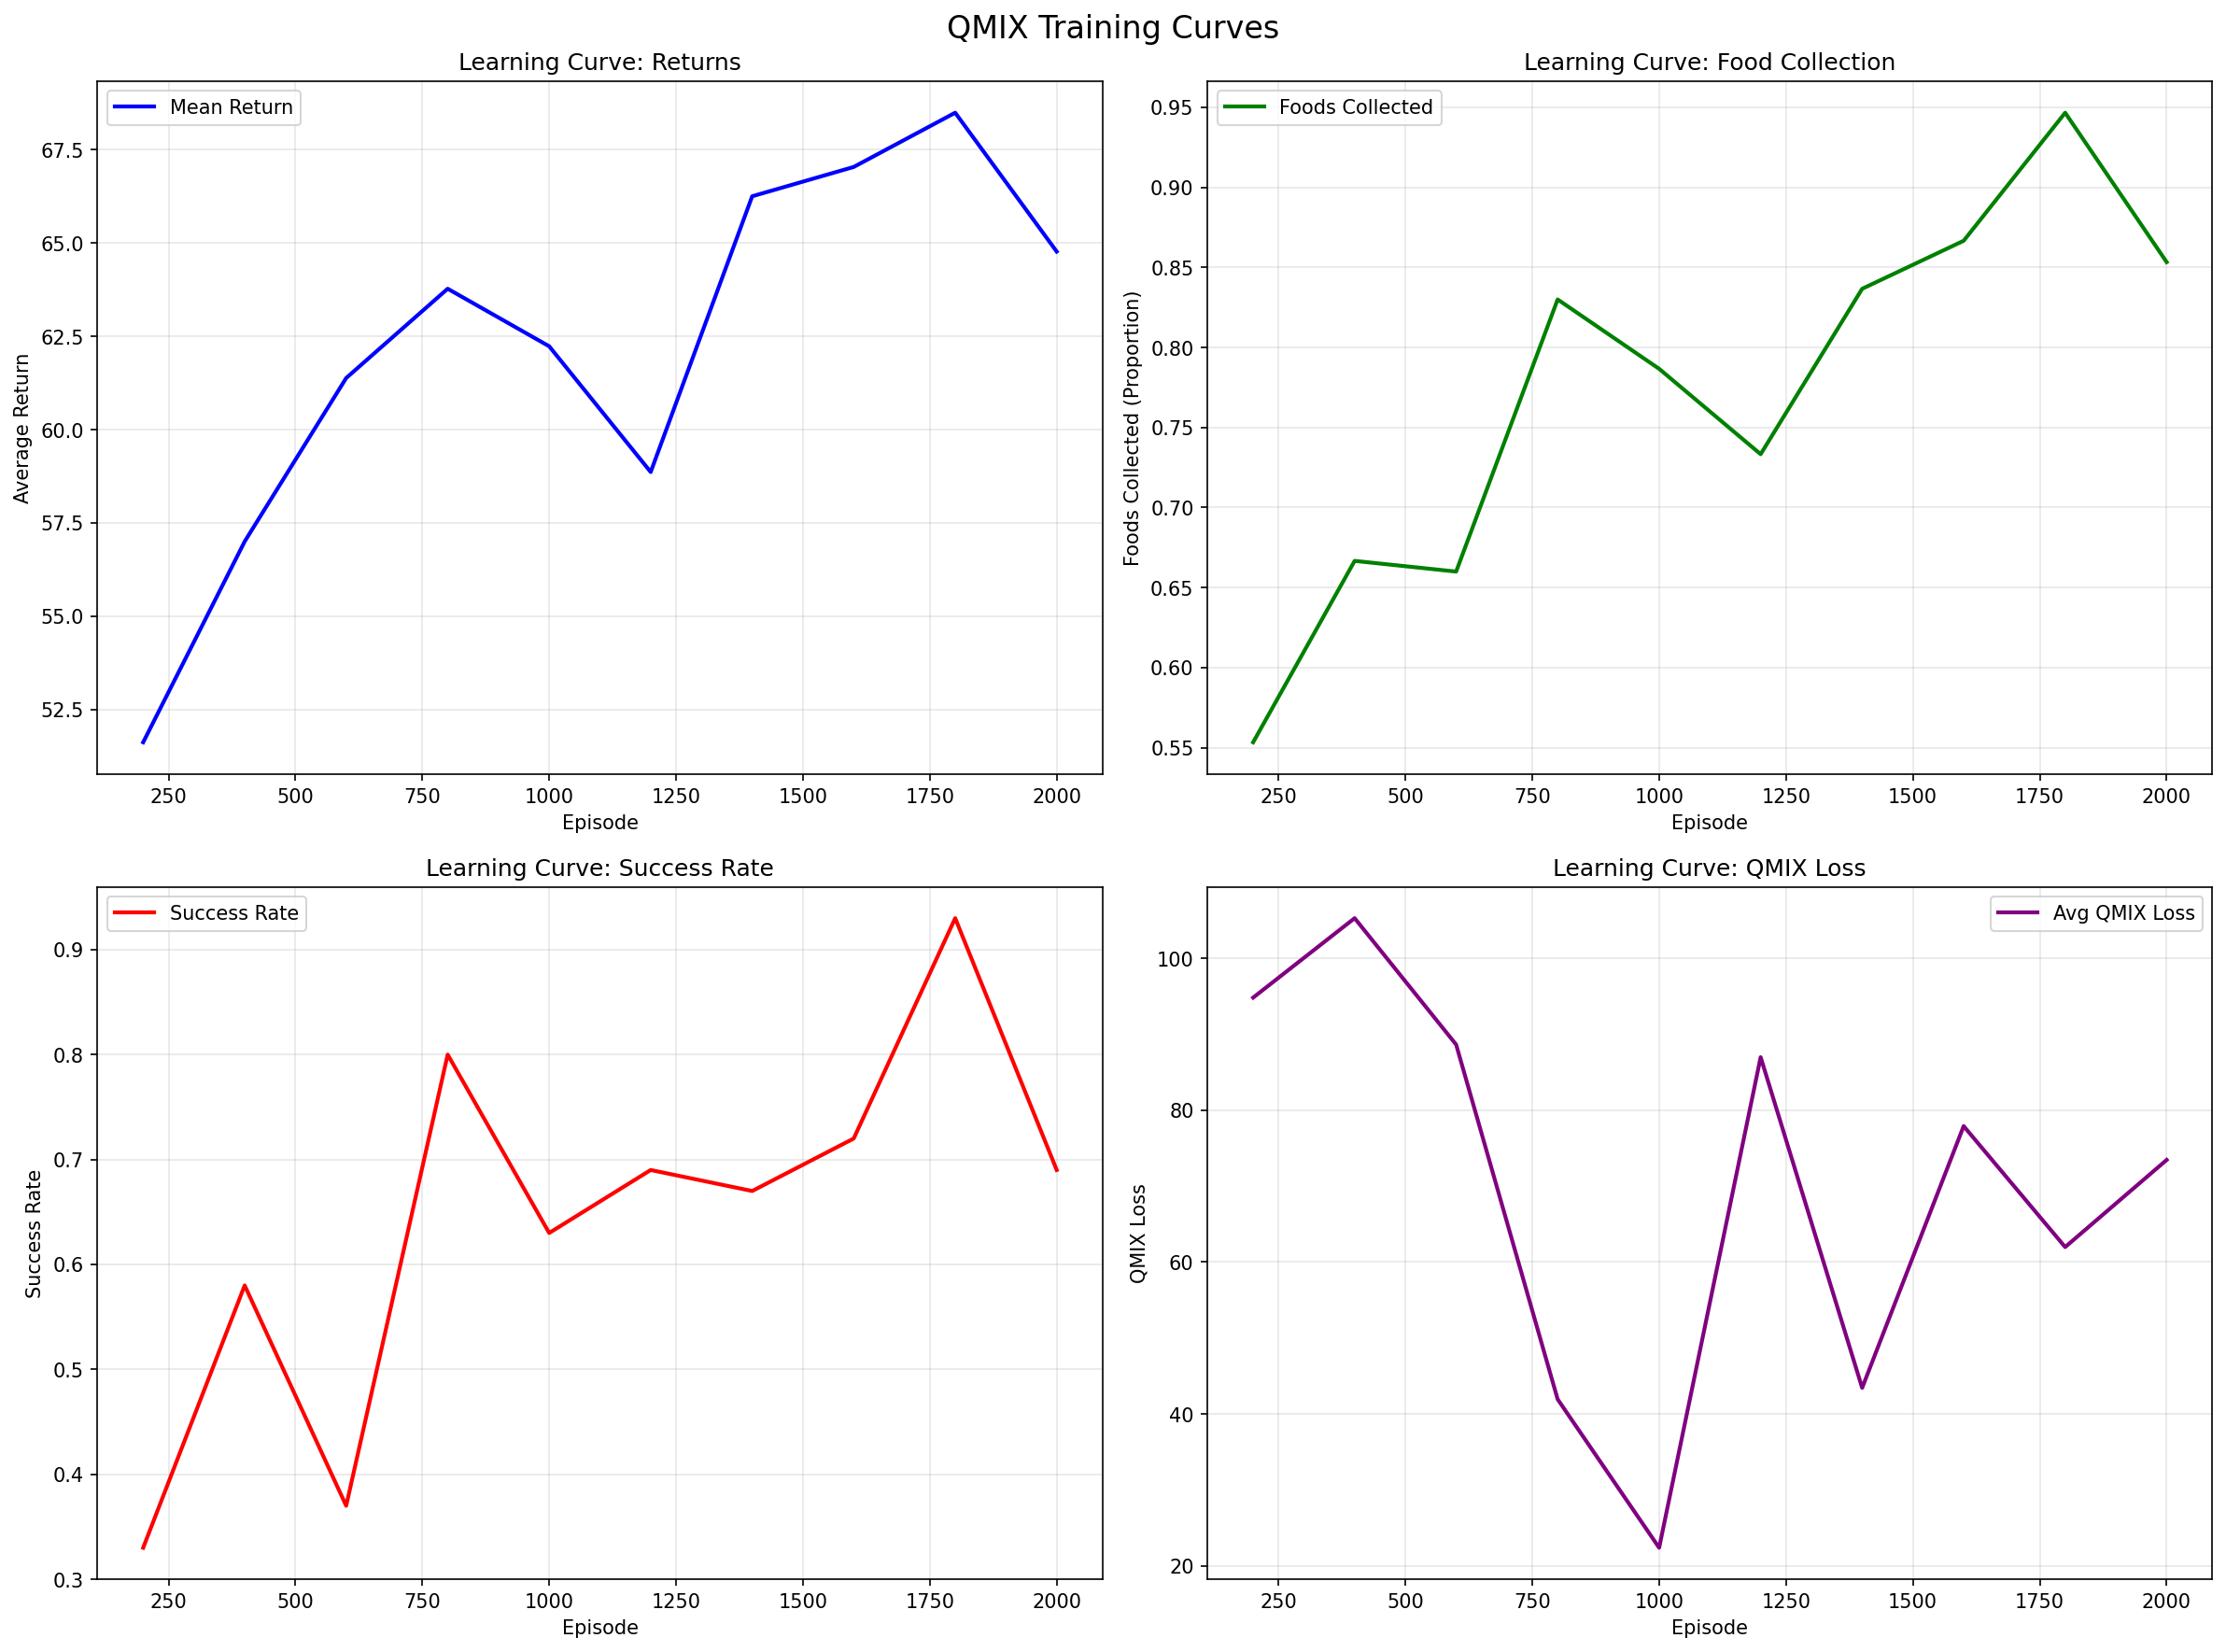 QMIX Training Curves
Learning Curve: Returns
Mean Return
Average Return
67.5
65.0
62.5
60.0
57.5
55.0
52.5
250 500 750 1000 1250 1500 1750 2000
Episode
Learning Curve: Food Collection
Foods Collected
Foods Collected (Proportion)
0.95
0.90
0.85
0.80
0.75
0.70
0.65
0.60
0.55
250 500 750 1000 1250 1500 1750 2000
Episode
Learning Curve: Success Rate
Success Rate
Success Rate
0.9
0.8
0.7
0.6
0.5
0.4
0.3
250 500 750 1000 1250 1500 1750 2000
Episode
Learning Curve: QMIX Loss
Avg QMIX Loss
QMIX Loss
100
80
60
40
20
250 500 750 1000 1250 1500 1750 2000
Episode